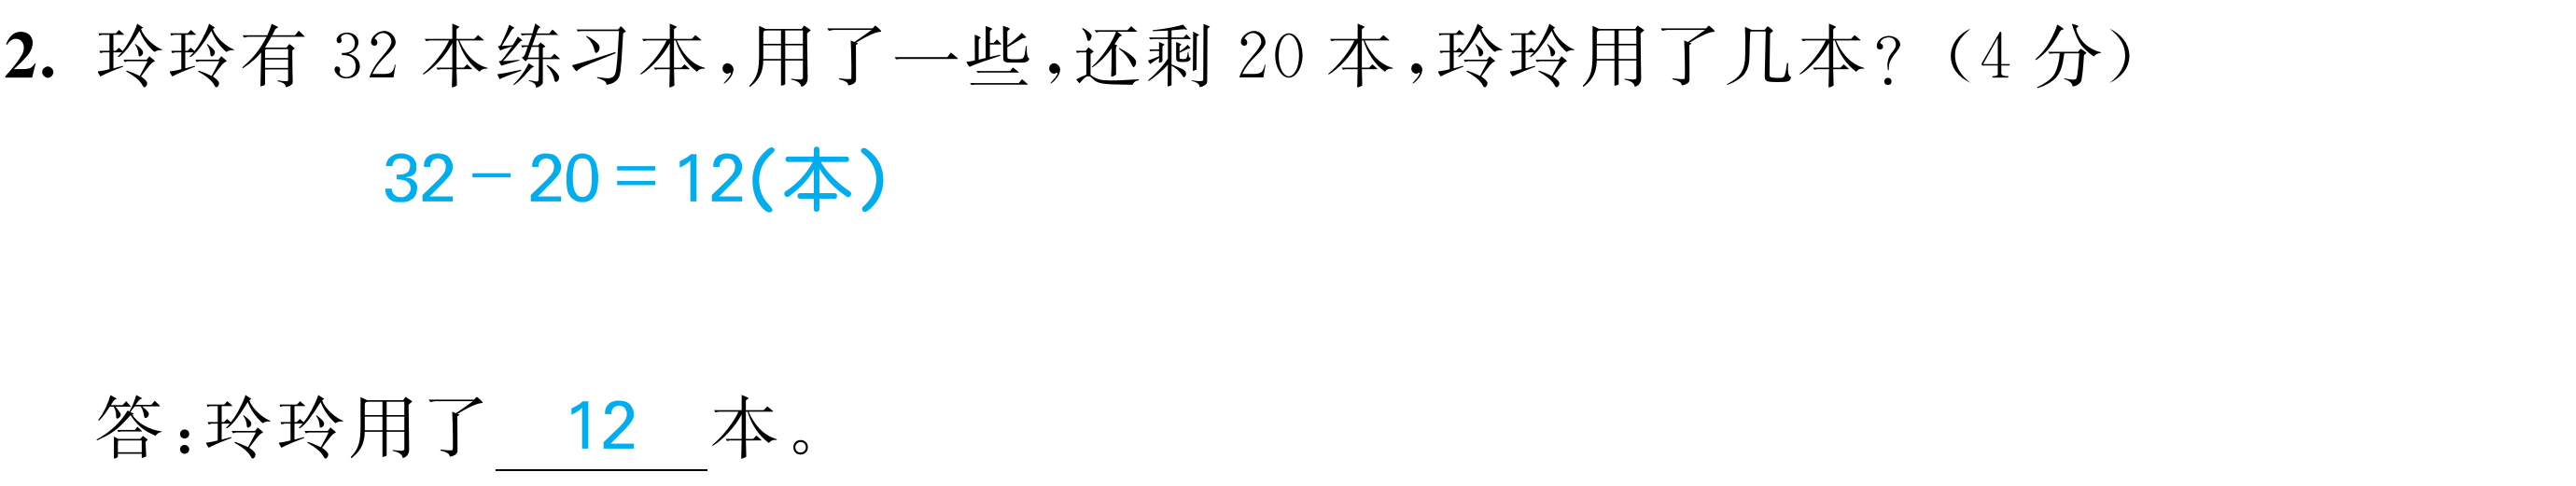 2. 玲玲有 32 本练习本,用了一些,还剩 20 本,玲玲用了几本?(4 分)
32－20＝12(本)
答:玲玲用了 12 本。